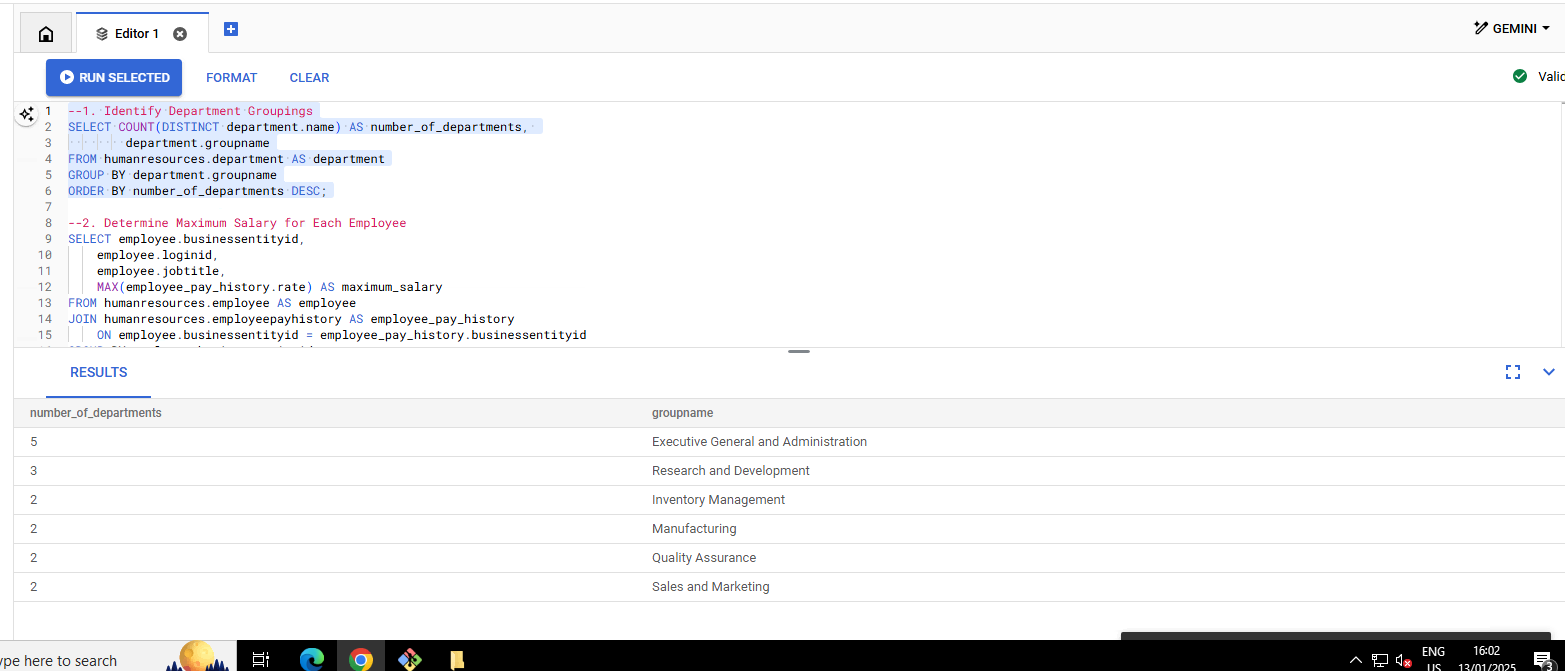 Editor 1
GEMINI
RUN SELECTED FORMAT CLEAR
Valid
1 --1. Identify Department Groupings
2 SELECT COUNT(DISTINCT department.name) AS number_of_departments,
3 department.groupname
4 FROM humanresources.department AS department
5 GROUP BY department.groupname
6 ORDER BY number_of_departments DESC;
7
8 --2. Determine Maximum Salary for Each Employee
9 SELECT employee.businessentityid,
10 employee.loginid,
11 employee.jobtitle,
12 MAX(employee_pay_history.rate) AS maximum_salary
13 FROM humanresources.employee AS employee
14 JOIN humanresources.employeepayhistory AS employee_pay_history
15 ON employee.businessentityid = employee_pay_history.businessentityid
RESULTS
number_of_departments groupname
5 Executive General and Administration
3 Research and Development
2 Inventory Management
2 Manufacturing
2 Quality Assurance
2 Sales and Marketing
ype here to search
ENG
US
16:02
13/01/2025
3